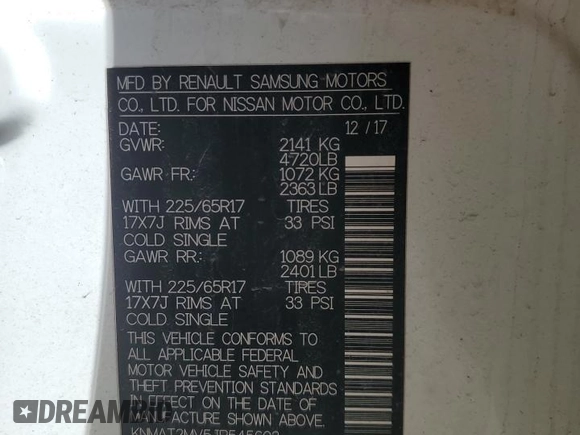 MFD BY RENAULT SAMSUNG MOTORS
CO., LTD. FOR NISSAN MOTOR CO., LTD.
DATE: 12/17
GVWR: 2141 KG
4720LB
GAWR FR: 1072 KG
2363 LB
WITH 225/65R17 TIRES
17X7J RIMS AT 33 PSI
COLD SINGLE
GAWR RR: 1089 KG
2401 LB
WITH 225/65R17 TIRES
17X7J RIMS AT 33 PSI
COLD SINGLE
THIS VEHICLE CONFORMS TO
ALL APPLICABLE FEDERAL
MOTOR VEHICLE SAFETY AND
THEFT PREVENTION STANDARDS
IN EFFECT ON THE DATE OF
MANUFACTURE SHOWN ABOVE.